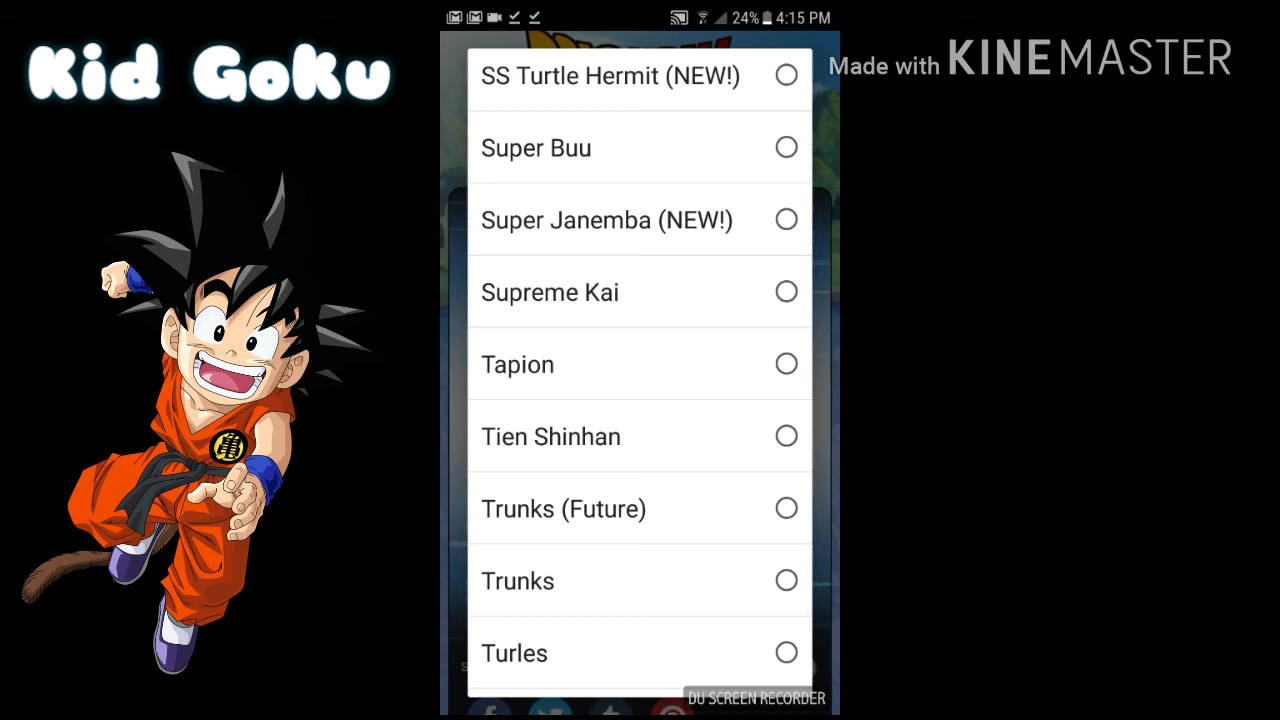 24% 4:15 PM
Kid Goku
Made with KINEMASTER
SS Turtle Hermit (NEW!)
Super Buu
Super Janemba (NEW!)
Supreme Kai
Tapion
Tien Shinhan
Trunks (Future)
Trunks
Turles
DU SCREEN RECORDER